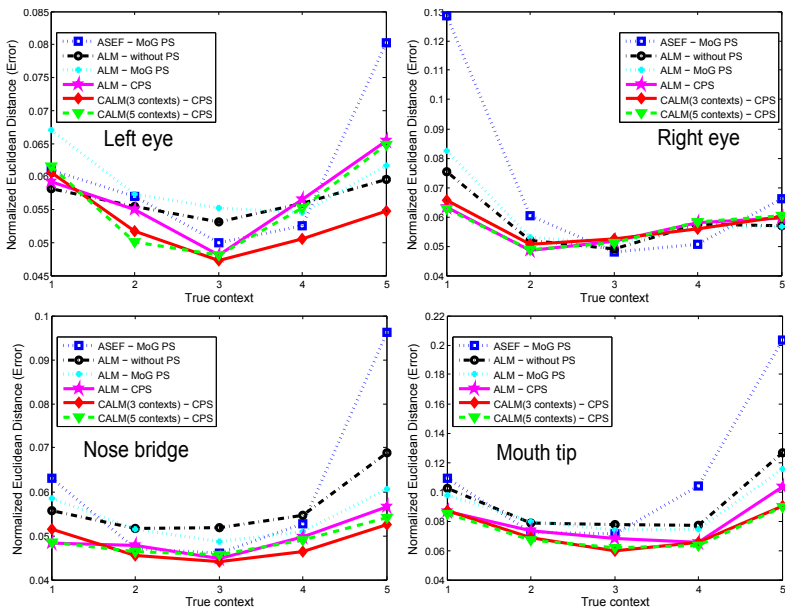 0.085
0.08
0.075
0.07
0.065
0.06
0.055
0.05
0.045
1
2
3
4
5
Normalized Euclidean Distance (Error)
True context
ASEF − MoG PS
ALM − without PS
ALM − MoG PS
ALM − CPS
CALM(3 contexts) − CPS
CALM(5 contexts) − CPS
Left eye
0.13
0.12
0.11
0.1
0.09
0.08
0.07
0.06
0.05
0.04
1
2
3
4
5
Normalized Euclidean Distance (Error)
True context
ASEF − MoG PS
ALM − without PS
ALM − MoG PS
ALM − CPS
CALM(3 contexts) − CPS
CALM(5 contexts) − CPS
Right eye
0.1
0.09
0.08
0.07
0.06
0.05
0.04
1
2
3
4
5
Normalized Euclidean Distance (Error)
True context
ASEF − MoG PS
ALM − without PS
ALM − MoG PS
ALM − CPS
CALM(3 contexts) − CPS
CALM(5 contexts) − CPS
Nose bridge
0.22
0.2
0.18
0.16
0.14
0.12
0.1
0.08
0.06
0.04
1
2
3
4
5
Normalized Euclidean Distance (Error)
True context
ASEF − MoG PS
ALM − without PS
ALM − MoG PS
ALM − CPS
CALM(3 contexts) − CPS
CALM(5 contexts) − CPS
Mouth tip